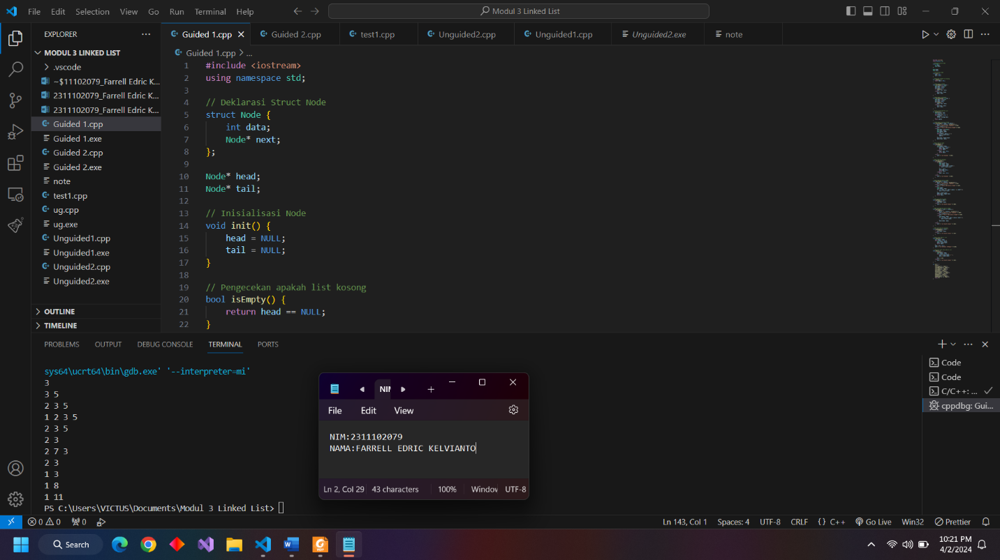 File Edit Selection View Go Run Terminal Help
Modul 3 Linked List
EXPLORER
MODUL 3 LINKED LIST
.vscode
~$11102079_Farrell Edric K...
2311102079_Farrell Edric K...
2311102079_Farrell Edric K...
Guided 1.cpp
Guided 1.exe
Guided 2.cpp
Guided 2.exe
note
test1.cpp
ug.cpp
ug.exe
Unguided1.cpp
Unguided1.exe
Unguided2.cpp
Unguided2.exe
OUTLINE
TIMELINE
Guided 1.cpp Guided 2.cpp test1.cpp Unguided2.cpp Unguided1.cpp Unguided2.exe note
Guided 1.cpp > ...
1 #include <iostream>
2 using namespace std;
3
4 // Deklarasi Struct Node
5 struct Node {
6 int data;
7 Node* next;
8 };
9
10 Node* head;
11 Node* tail;
12
13 // Inisialisasi Node
14 void init() {
15 head = NULL;
16 tail = NULL;
17 }
18
19 // Pengecekan apakah list kosong
20 bool isEmpty() {
21 return head == NULL;
22 }
PROBLEMS OUTPUT DEBUG CONSOLE TERMINAL PORTS
sys64\ucrt64\bin\gdb.exe' '--interpreter=mi'
3
3 5
2 3 5
1 2 3 5
2 3 5
2 3
2 7 3
2 3
1 3
1 8
1 11
PS C:\Users\VICTUS\Documents\Modul 3 Linked List>
Code
Code
C/C++: ...
cppdbg: Gui...
NIM
File Edit View
NIM:2311102079
NAMA:FARRELL EDRIC KELVIANTO
Ln 2, Col 29 43 characters 100% Window UTF-8
0 0 0 Ln 143, Col 1 Spaces: 4 UTF-8 CRLF {} C++ Go Live Win32 Prettier
Search
10:21 PM
4/2/2024